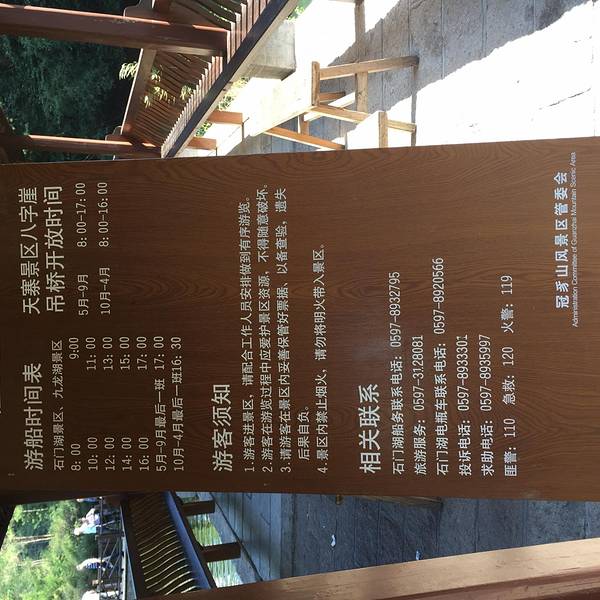 游船时间表
石门湖景区、九龙湖景区
8:00 9:00
10:00 11:00
12:00 13:00
14:00 15:00
16:00 17:00
5月-9月最后一班 17:00
10月-4月最后一班16:30
天寨景区八字崖
吊桥开放时间
5月-9月 8:00-17:00
10月-4月 8:00-16:00
游客须知
1.游客进景区，请配合工作人员安排做到有序游览。
2.游客在游览过程中应爱护景区资源，不得随意破坏。
3.请游客在景区内妥善保管好票据、以备查验，遗失
后果自负。
4.景区内禁止烟火，请勿将明火带入景区。
相关联系
石门湖船务联系电话：0597-8932795
旅游服务：0597-3128081
石门湖电瓶车联系电话：0597-8920566
投诉电话：0597-8933301
求助电话：0597-8935997
匪警：110 急救：120 火警：119
冠豸山风景区管委会
Administration Committee of Guanzhai Mountain Scenic Area